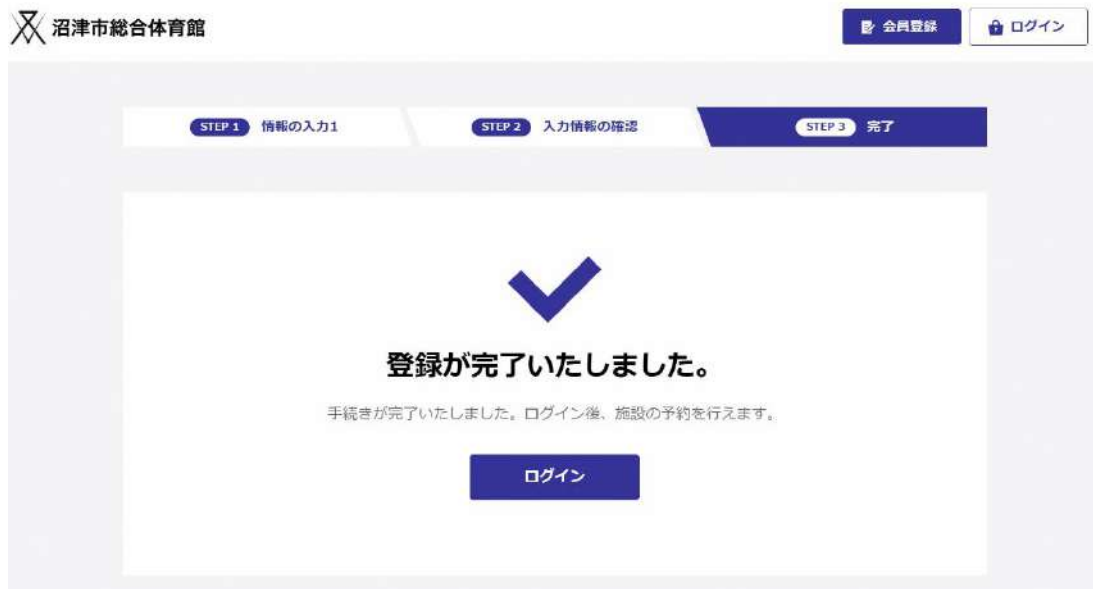 沼津市総合体育館
会員登録
ログイン
STEP 1 情報の入力1
STEP 2 入力情報の確認
STEP 3 完了
登録が完了いたしました。
手続きが完了いたしました。ログイン後、施設の予約を行えます。
ログイン